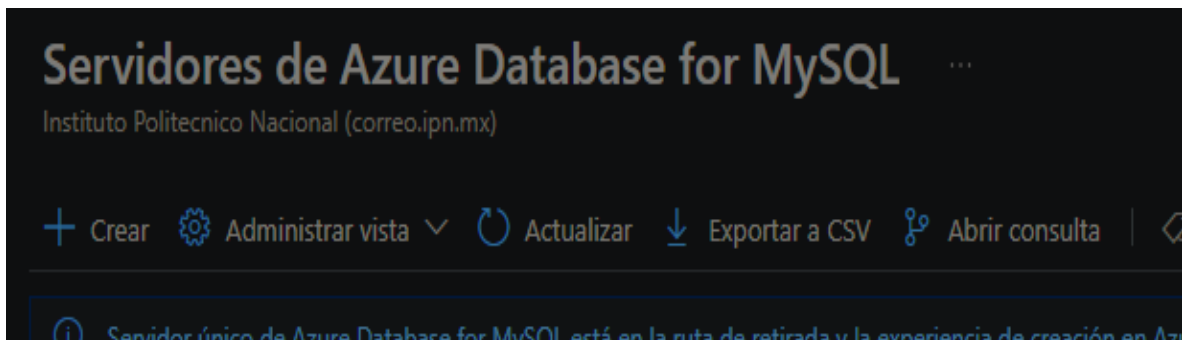 Servidores de Azure Database for MySQL ...
Instituto Politecnico Nacional (correo.ipn.mx)
Crear Administrar vista Actualizar Exportar a CSV Abrir consulta
Servidor único de Azure Database for MySQL está en la ruta de retirada y la experiencia de creación en Az